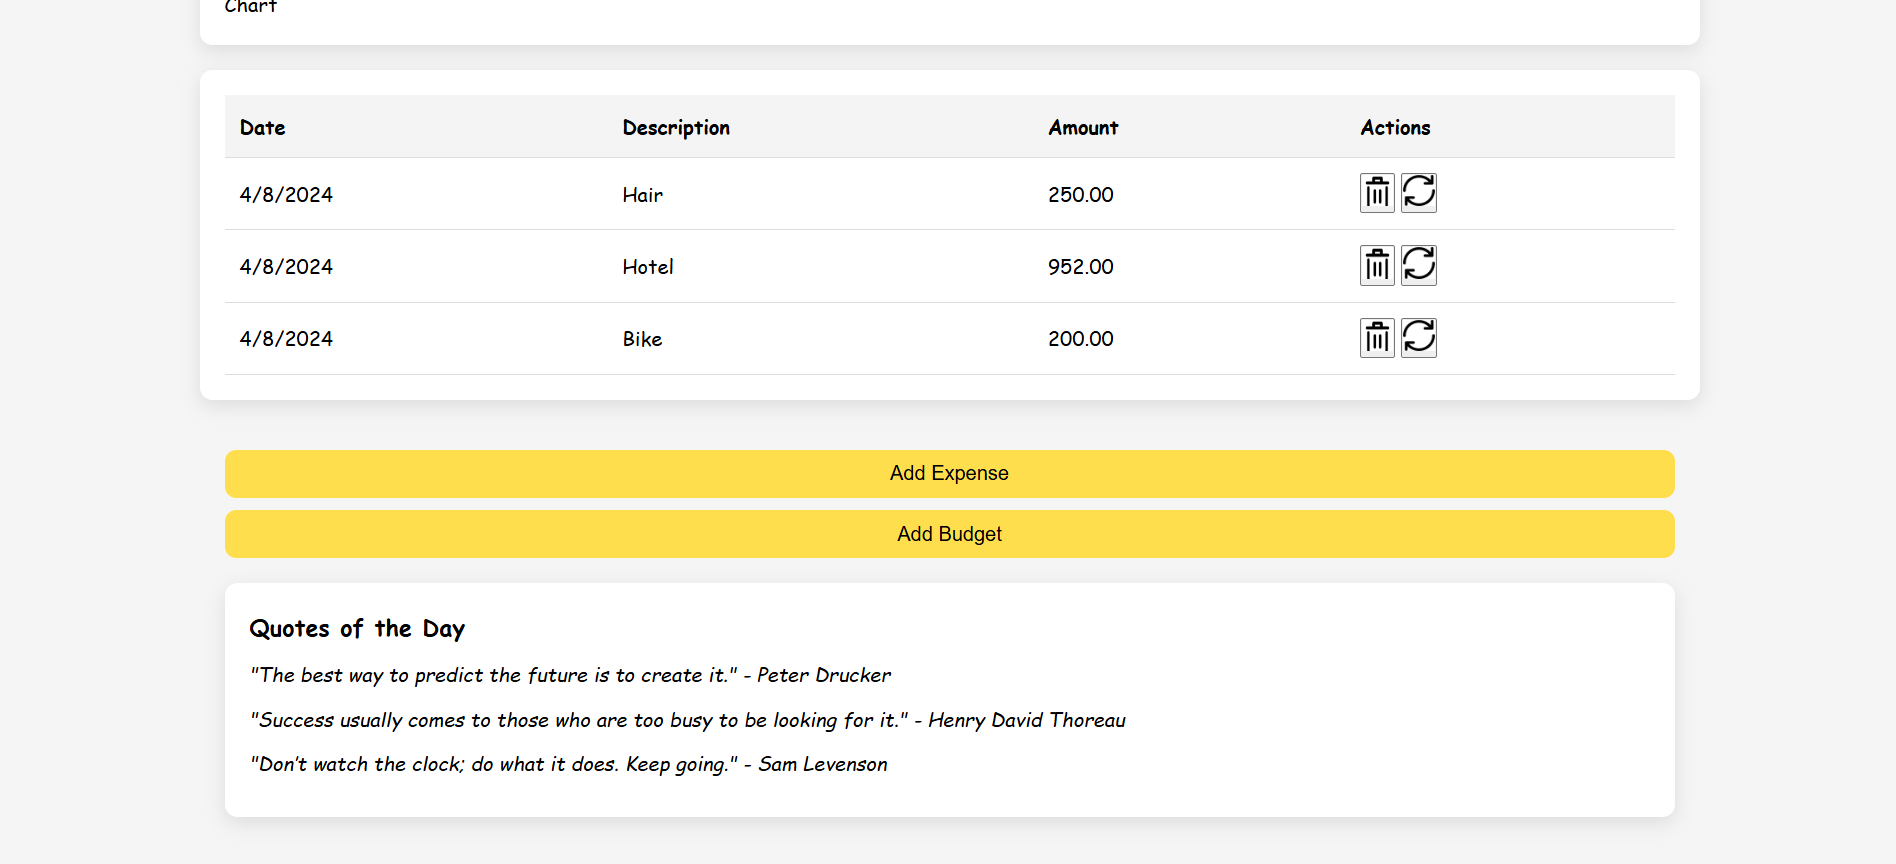 Chart
Date Description Amount Actions
4/8/2024 Hair 250.00
4/8/2024 Hotel 952.00
4/8/2024 Bike 200.00
Add Expense
Add Budget
Quotes of the Day
"The best way to predict the future is to create it." - Peter Drucker
"Success usually comes to those who are too busy to be looking for it." - Henry David Thoreau
"Don't watch the clock; do what it does. Keep going." - Sam Levenson